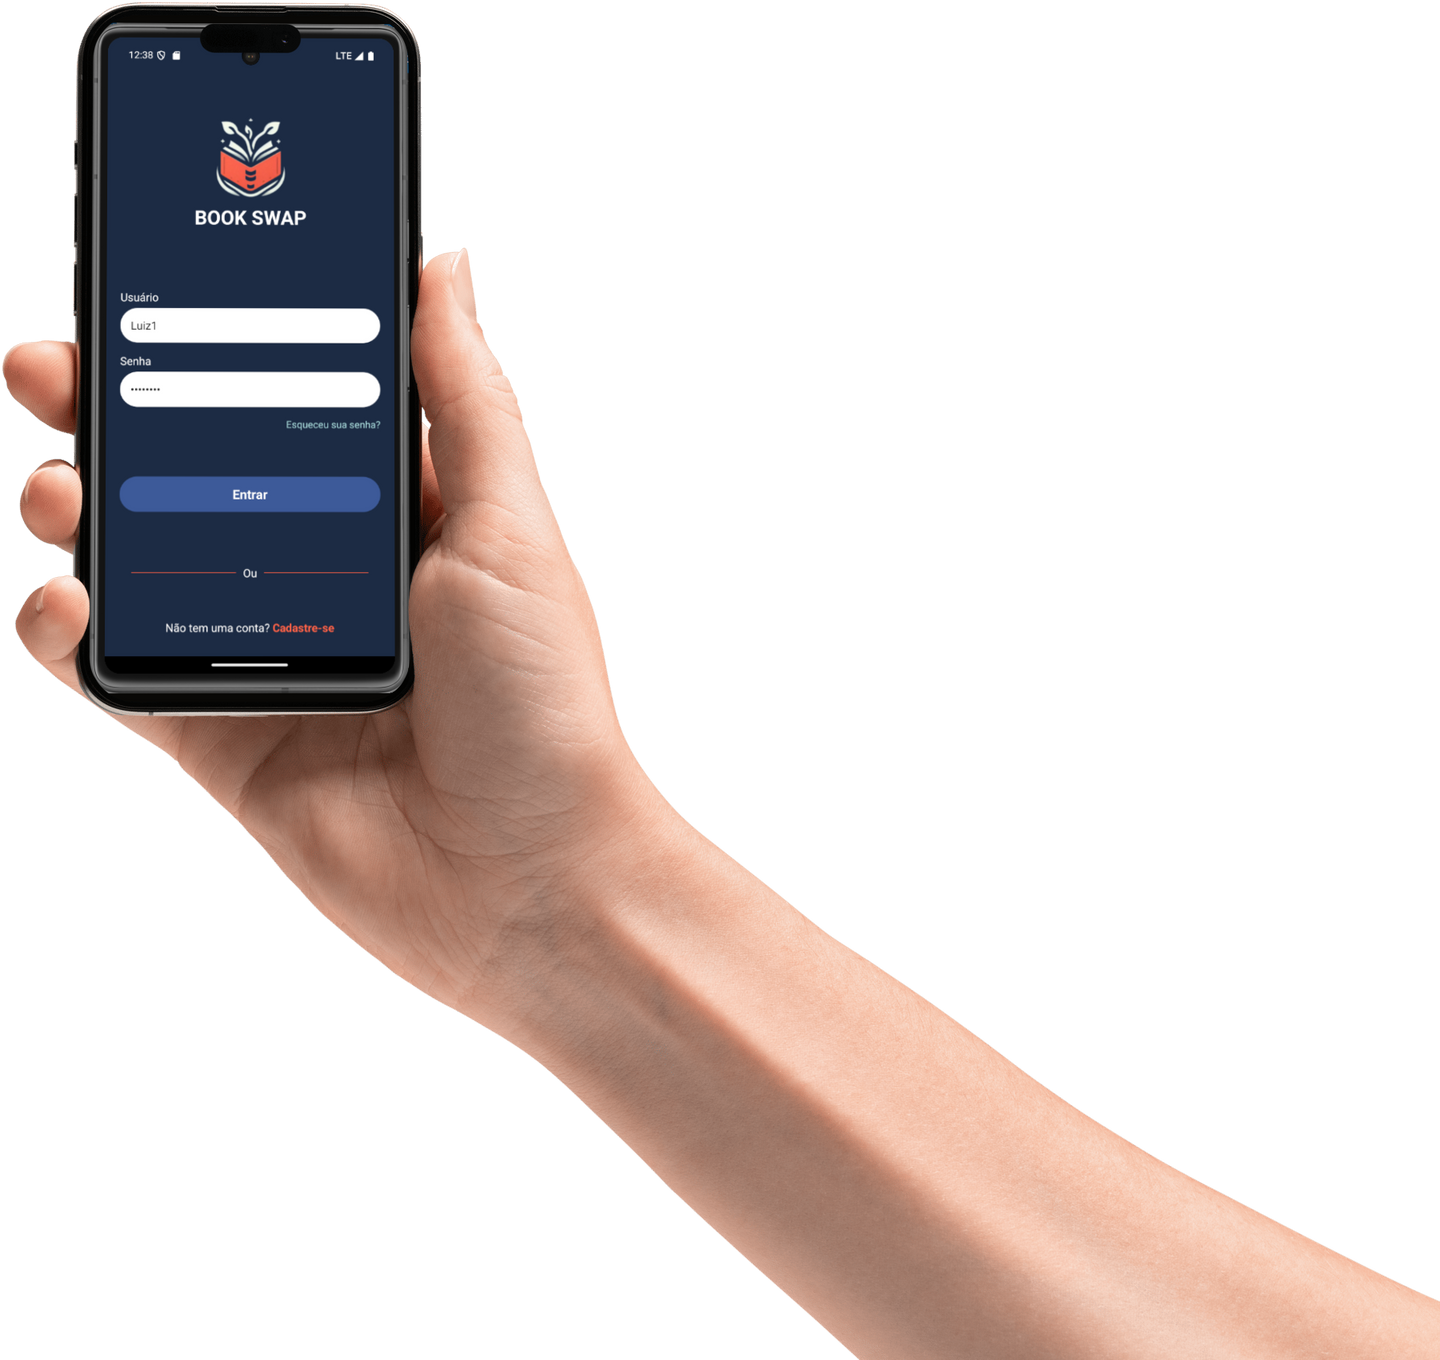 12:38 LTE
BOOK SWAP
Usuário
Luiz1
Senha
••••••••
Esqueceu sua senha?
Entrar
Ou
Não tem uma conta? Cadastre-se